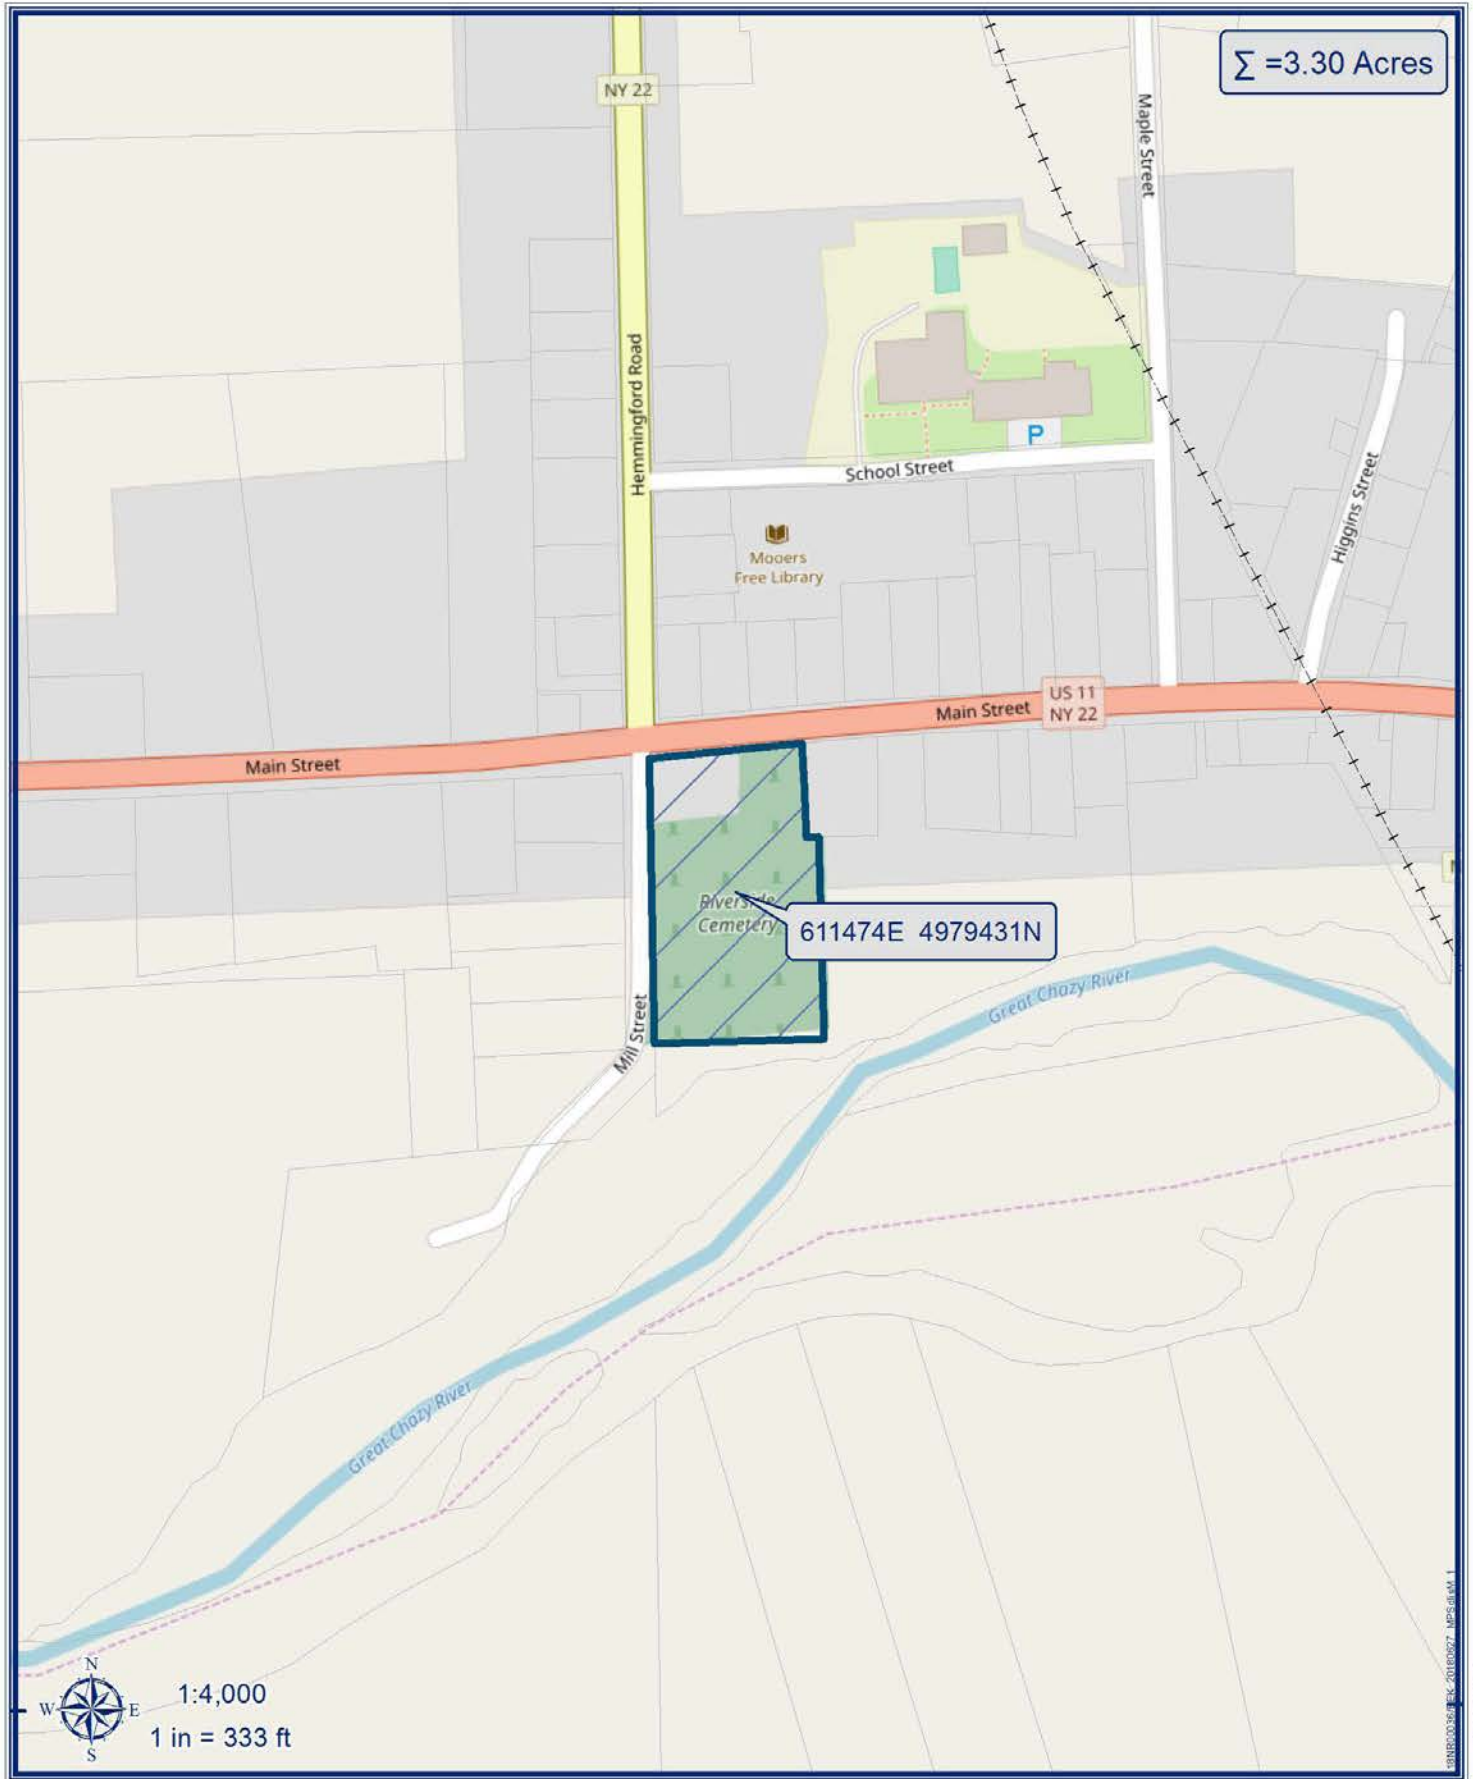 ∑ =3.30 Acres
NY 22
Maple Street
Hemmingford Road
P
School Street
Higgins Street
Mooers
Free Library
US 11
NY 22
Main Street
Main Street
Riverside
Cemetery
611474E 4979431N
Great Chazy River
Mill Street
Great Chazy River
N
W
E
S
1:4,000
1 in = 333 ft